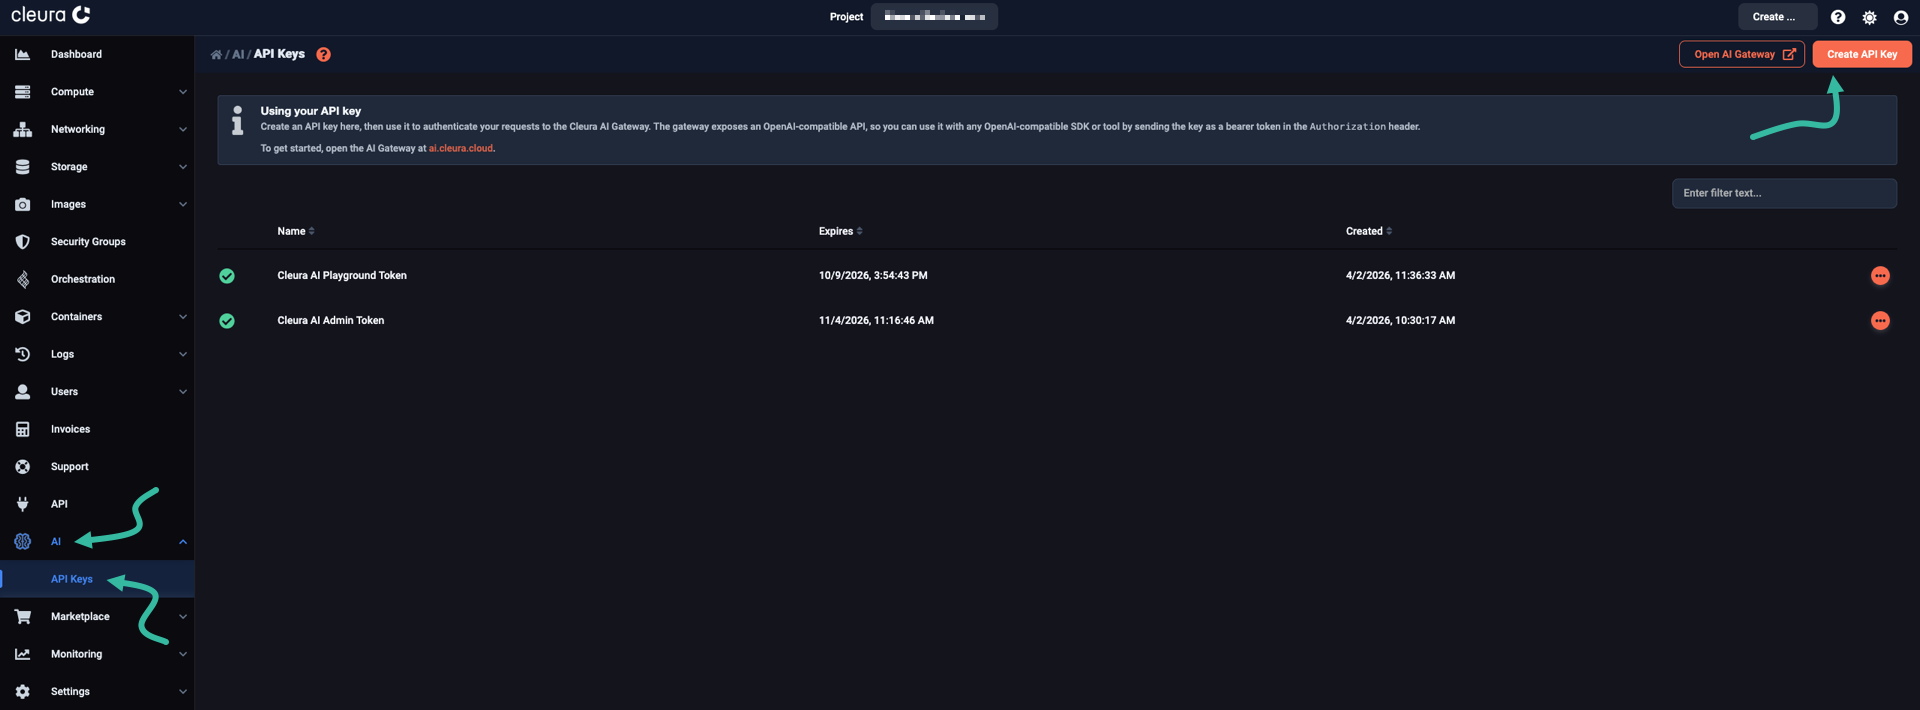 cleura
Project
Create ...
Dashboard
Compute
Networking
Storage
Images
Security Groups
Orchestration
Containers
Logs
Users
Invoices
Support
API
AI
API Keys
Marketplace
Monitoring
Settings
/ AI / API Keys ?
Open AI Gateway
Create API Key
Using your API key
Create an API key here, then use it to authenticate your requests to the Cleura AI Gateway. The gateway exposes an OpenAI-compatible API, so you can use it with any OpenAI-compatible SDK or tool by sending the key as a bearer token in the Authorization header.
To get started, open the AI Gateway at ai.cleura.cloud.
Enter filter text...
Name Expires Created
Cleura AI Playground Token 10/9/2026, 3:54:43 PM 4/2/2026, 11:36:33 AM
Cleura AI Admin Token 11/4/2026, 11:16:46 AM 4/2/2026, 10:30:17 AM